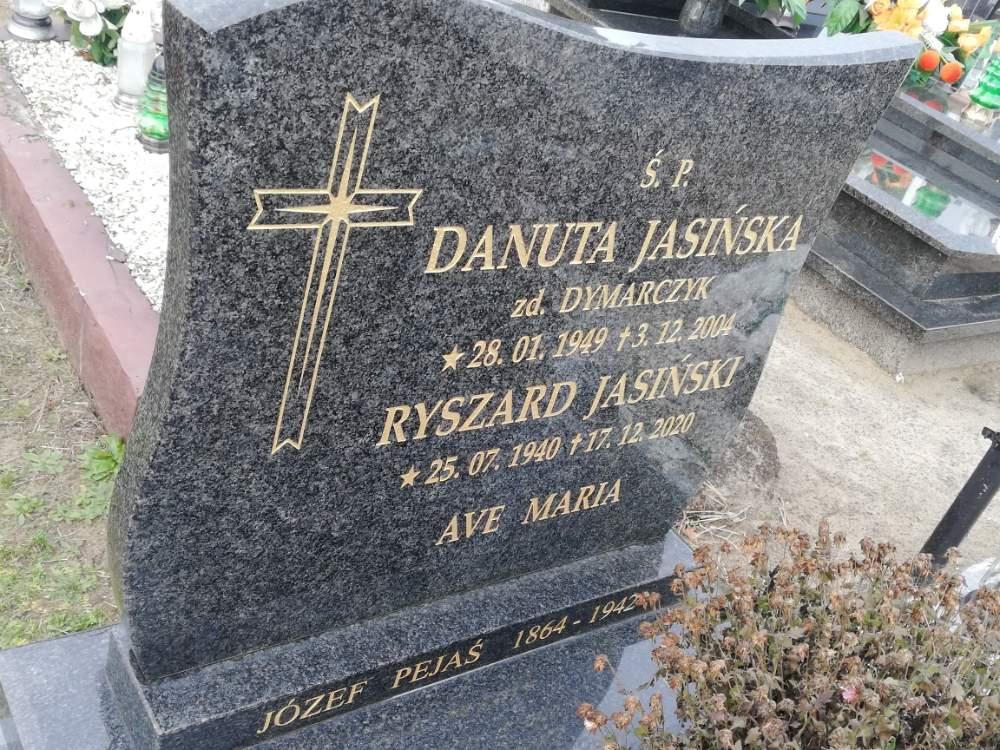 Ś. P.
DANUTA JASIŃSKA
zd. DYMARCZYK
★ 28. 01. 1949 † 3. 12. 2004
RYSZARD JASIŃSKI
★ 25. 07. 1940 † 17. 12. 2020
AVE MARIA
JÓZEF PEJAŚ 1864 - 1942